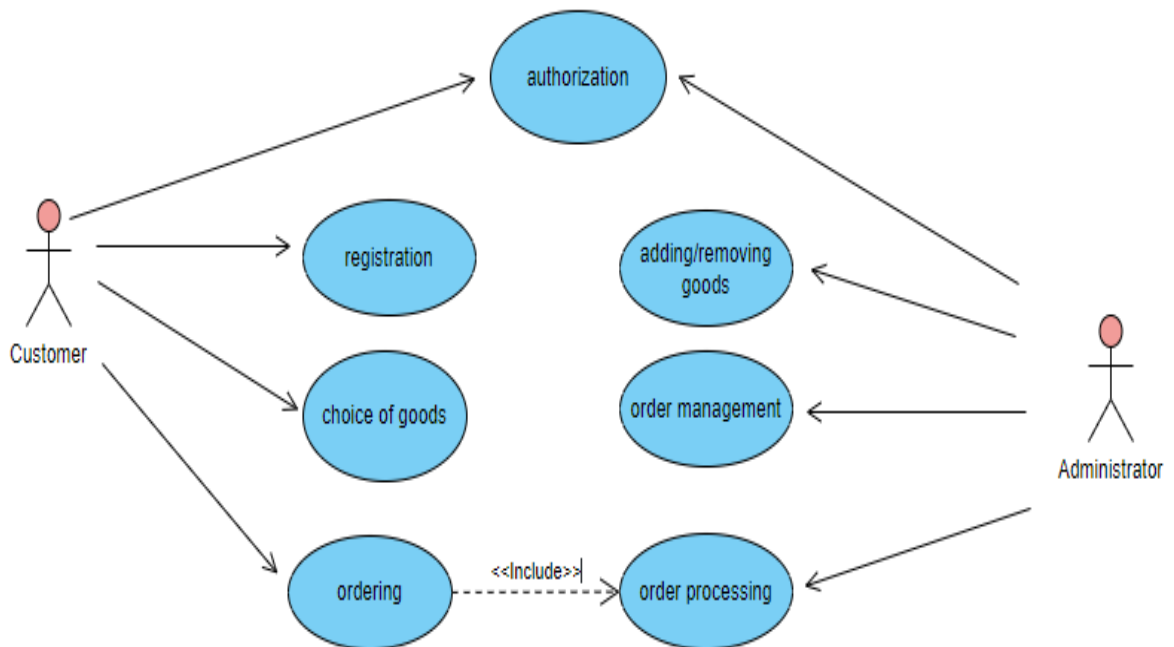 authorization
registration
adding/removing
goods
Customer
choice of goods
order management
Administrator
ordering
<<Include>>
order processing